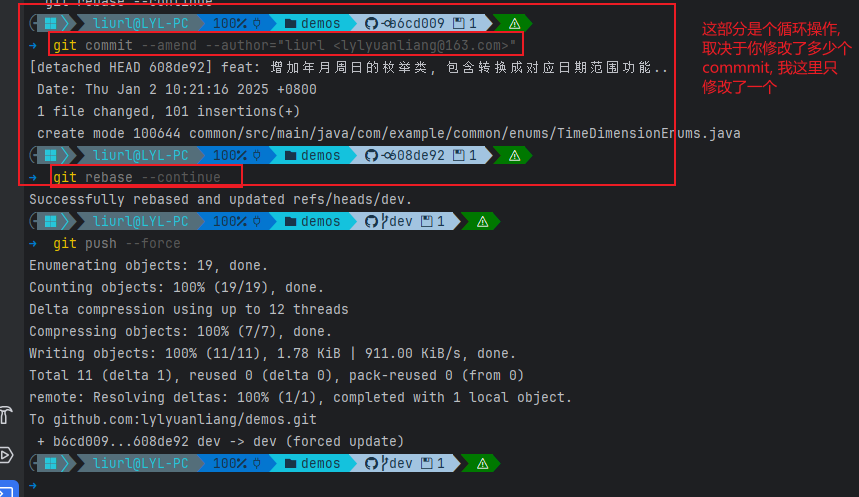 git rebase --continue
liurl@LYL-PC 100% demos b6cd009 1
→ git commit --amend --author="liurl <lylyuanliang@163.com>"
[detached HEAD 608de92] feat: 增加年月周日的枚举类, 包含转换成对应日期范围功能..
Date: Thu Jan 2 10:21:16 2025 +0800
1 file changed, 101 insertions(+)
create mode 100644 common/src/main/java/com/example/common/enums/TimeDimensionEnums.java
liurl@LYL-PC 100% demos 608de92 1
→ git rebase --continue
Successfully rebased and updated refs/heads/dev.
liurl@LYL-PC 100% demos dev 1
→ git push --force
Enumerating objects: 19, done.
Counting objects: 100% (19/19), done.
Delta compression using up to 12 threads
Compressing objects: 100% (7/7), done.
Writing objects: 100% (11/11), 1.78 KiB | 911.00 KiB/s, done.
Total 11 (delta 1), reused 0 (delta 0), pack-reused 0 (from 0)
remote: Resolving deltas: 100% (1/1), completed with 1 local object.
To github.com:lylyuanliang/demos.git
+ b6cd009...608de92 dev -> dev (forced update)
liurl@LYL-PC 100% demos dev 1
→
这部分是个循环操作,
取决于你修改了多少个
commmit, 我这里只
修改了一个